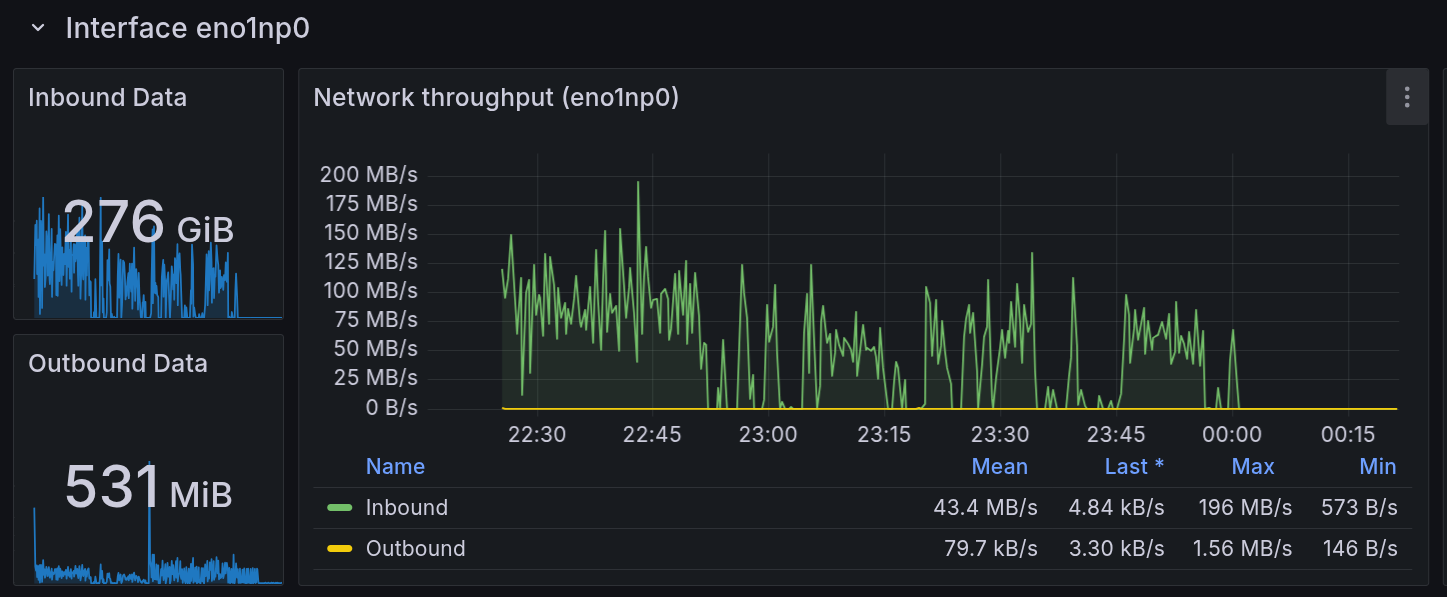 Interface eno1np0
Inbound Data
276 GiB
Outbound Data
531 MiB
Network throughput (eno1np0)
200 MB/s
175 MB/s
150 MB/s
125 MB/s
100 MB/s
75 MB/s
50 MB/s
25 MB/s
0 B/s
22:30 22:45 23:00 23:15 23:30 23:45 00:00 00:15
Name Mean Last * Max Min
Inbound 43.4 MB/s 4.84 kB/s 196 MB/s 573 B/s
Outbound 79.7 kB/s 3.30 kB/s 1.56 MB/s 146 B/s